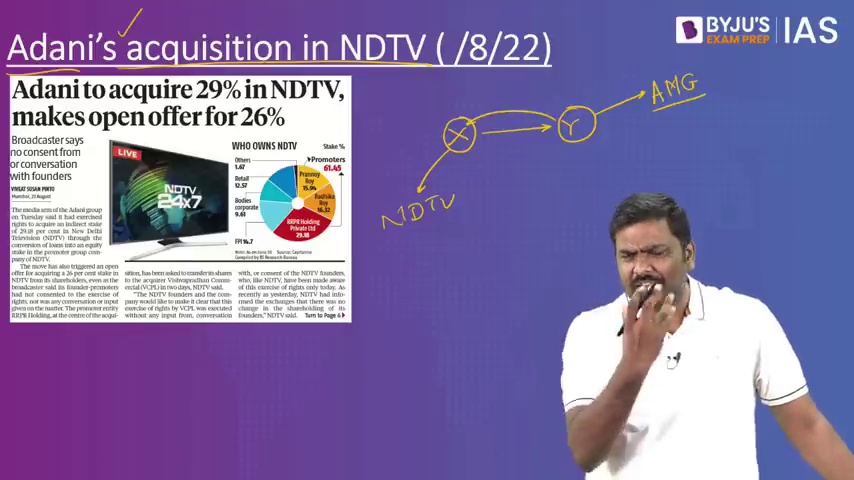 Adani's acquisition in NDTV ( /8/22)
BYJU'S
EXAM PREP
IAS
Adani to acquire 29% in NDTV,
makes open offer for 26%
Broadcaster says
no consent from
or conversation
with founders
VIVEAT SUSAN PINTO
Mumbai, 23 August
The media arm of the Adani group
on Tuesday said it had exercised
rights to acquire an indirect stake
of 29.18 per cent in New Delhi
Television (NDTV) through the
conversion of loans into an equity
stake in the promoter group com-
pany of NDTV.
The move has also triggered an open
offer for acquiring a 26 per cent stake in
NDTV from its shareholders, even as the
broadcaster said its founder-promoters
had not consented to the exercise of
rights, nor was any conversation or input
given on the matter. The promoter entity
RRPR Holding, at the centre of the acqui-
LIVE
NDTV
24x7
WHO OWNS NDTV
Stake %
Others
1.67
Retail
12.57
Bodies
corporate
9.61
FPI 14.7
Promoters
61.45
Prannoy
Roy
15.94
Radhika
Roy
16.32
RRPR Holding
Private Ltd
29.18
Note: As on June 30 Source: Capitaline
Compiled by BS Research Bureau
sition, has been asked to transfer its shares
to the acquirer Vishvapradhan Comme-
rcial (VCPL) in two days, NDTV said.
"The NDTV founders and the company
would like to make it clear that this
exercise of rights by VCPL was executed
without any input from, conversation
with, or consent of the NDTV founders,
who, like NDTV, have been made aware
of this exercise of rights only today. As
recently as yesterday, NDTV had infor-
med the exchanges that there was no
change in the shareholding of its
founders," NDTV said.
Turn to Page 6
X
Y
AMG
NDTV